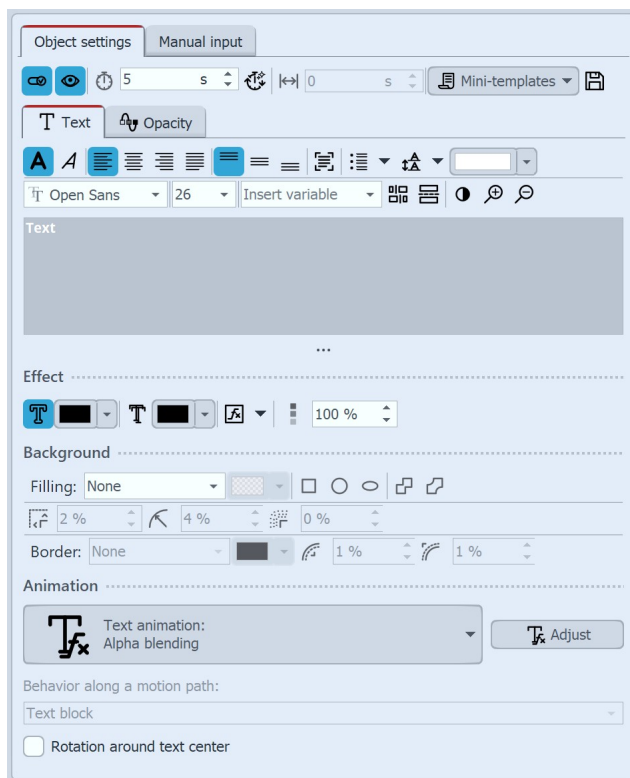 Object settings Manual input
5 s 0 s Mini-templates
Text Opacity
Open Sans 26 Insert variable
Text
...
Effect
100 %
Background
Filling: None
2 % 4 % 0 %
Border: None 1 % 1 %
Animation
Text animation:
Alpha blending
Adjust
Behavior along a motion path:
Text block
Rotation around text center